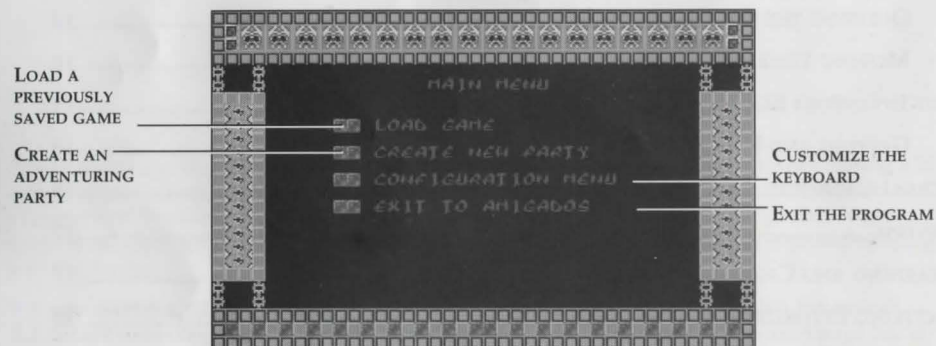 LOAD A
PREVIOUSLY
SAVED GAME
CREATE AN
ADVENTURING
PARTY
MAIN MENU
LOAD GAME
CREATE NEW PARTY
CONFIGURATION MENU
EXIT TO AMIGADOS
CUSTOMIZE THE
KEYBOARD
EXIT THE PROGRAM